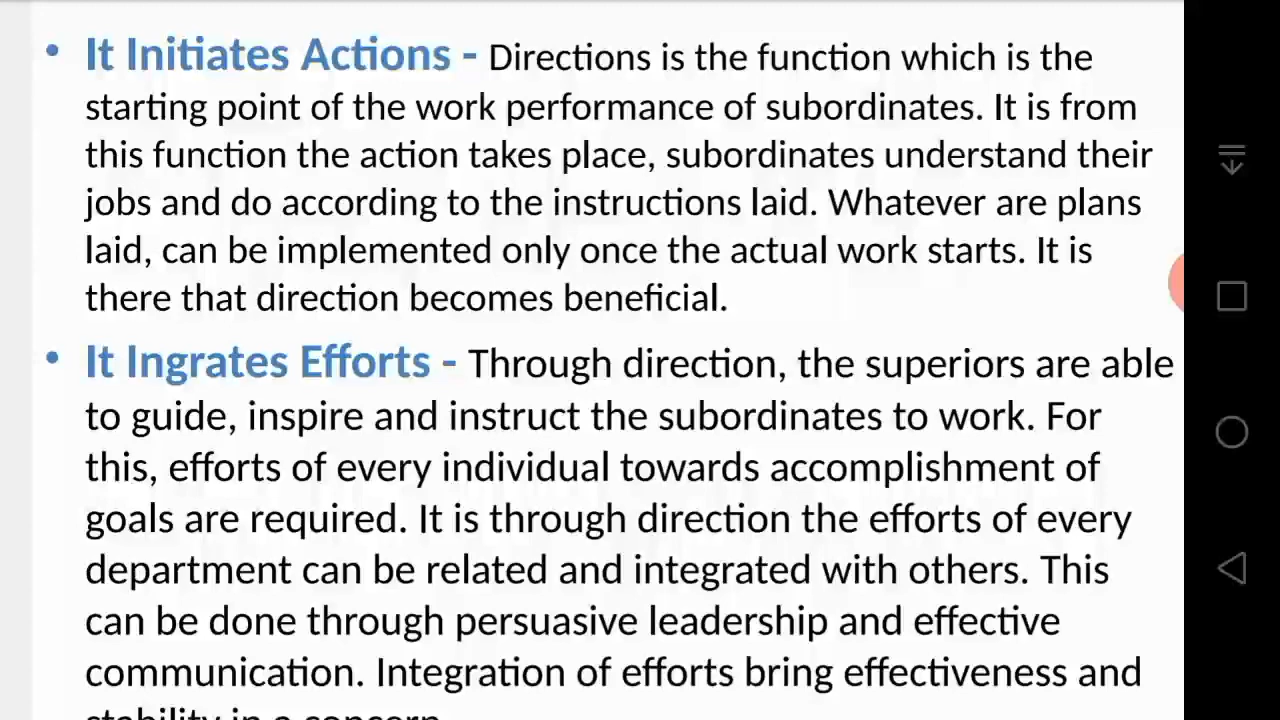 • It Initiates Actions - Directions is the function which is the
starting point of the work performance of subordinates. It is from
this function the action takes place, subordinates understand their
jobs and do according to the instructions laid. Whatever are plans
laid, can be implemented only once the actual work starts. It is
there that direction becomes beneficial.
• It Ingrates Efforts - Through direction, the superiors are able
to guide, inspire and instruct the subordinates to work. For
this, efforts of every individual towards accomplishment of
goals are required. It is through direction the efforts of every
department can be related and integrated with others. This
can be done through persuasive leadership and effective
communication. Integration of efforts bring effectiveness and
stability in a concern.